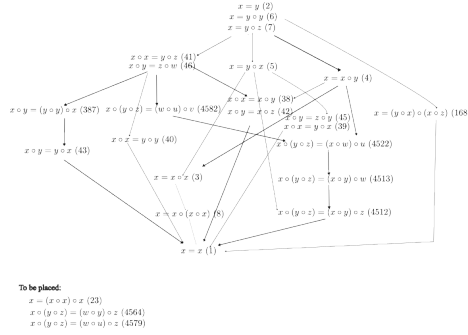 x = y (2)
x = y ∘ y (6)
x = y ∘ z (7)
x ∘ x = y ∘ z (41)
x ∘ y = z ∘ w (46)
x = y ∘ x (5)
x = x ∘ y (4)
x ∘ y = (y ∘ y) ∘ x (387)
x ∘ (y ∘ z) = (w ∘ u) ∘ v (4582)
x ∘ x = x ∘ y (38)
x ∘ y = x ∘ z (42)
x ∘ y = z ∘ y (45)
x ∘ x = y ∘ x (39)
x = (y ∘ x) ∘ (x ∘ z) (168
x ∘ y = y ∘ x (43)
x ∘ x = y ∘ y (40)
x ∘ (y ∘ z) = (x ∘ w) ∘ u (4522)
x = x ∘ x (3)
x ∘ (y ∘ z) = (x ∘ y) ∘ w (4513)
x = x ∘ (x ∘ x) (8)
x ∘ (y ∘ z) = (x ∘ y) ∘ z (4512)
x = x (1)
To be placed:
x = (x ∘ x) ∘ x (23)
x ∘ (y ∘ z) = (w ∘ y) ∘ z (4564)
x ∘ (y ∘ z) = (w ∘ u) ∘ z (4579)